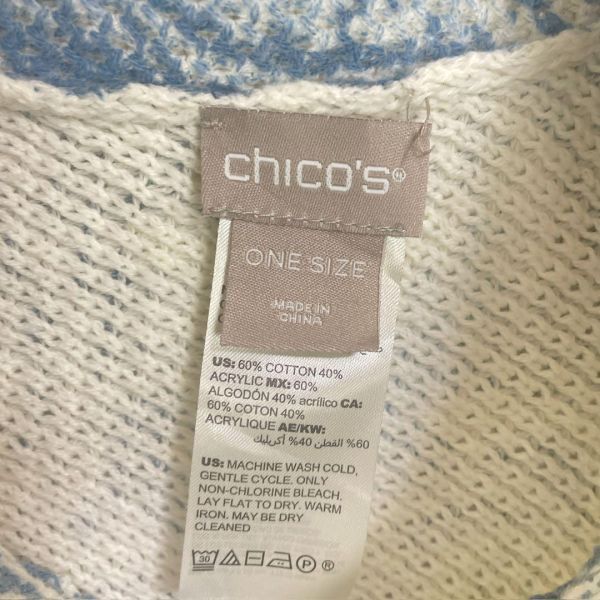 chico's®
ONE SIZE
MADE IN
CHINA
US: 60% COTTON 40%
ACRYLIC MX: 60%
ALGODÓN 40% acrílico CA:
60% COTON 40%
ACRYLIQUE AE/KW:
60% القطن 40% أكريليك
US: MACHINE WASH COLD,
GENTLE CYCLE. ONLY
NON-CHLORINE BLEACH.
LAY FLAT TO DRY. WARM
IRON. MAY BE DRY
CLEANED
30 P